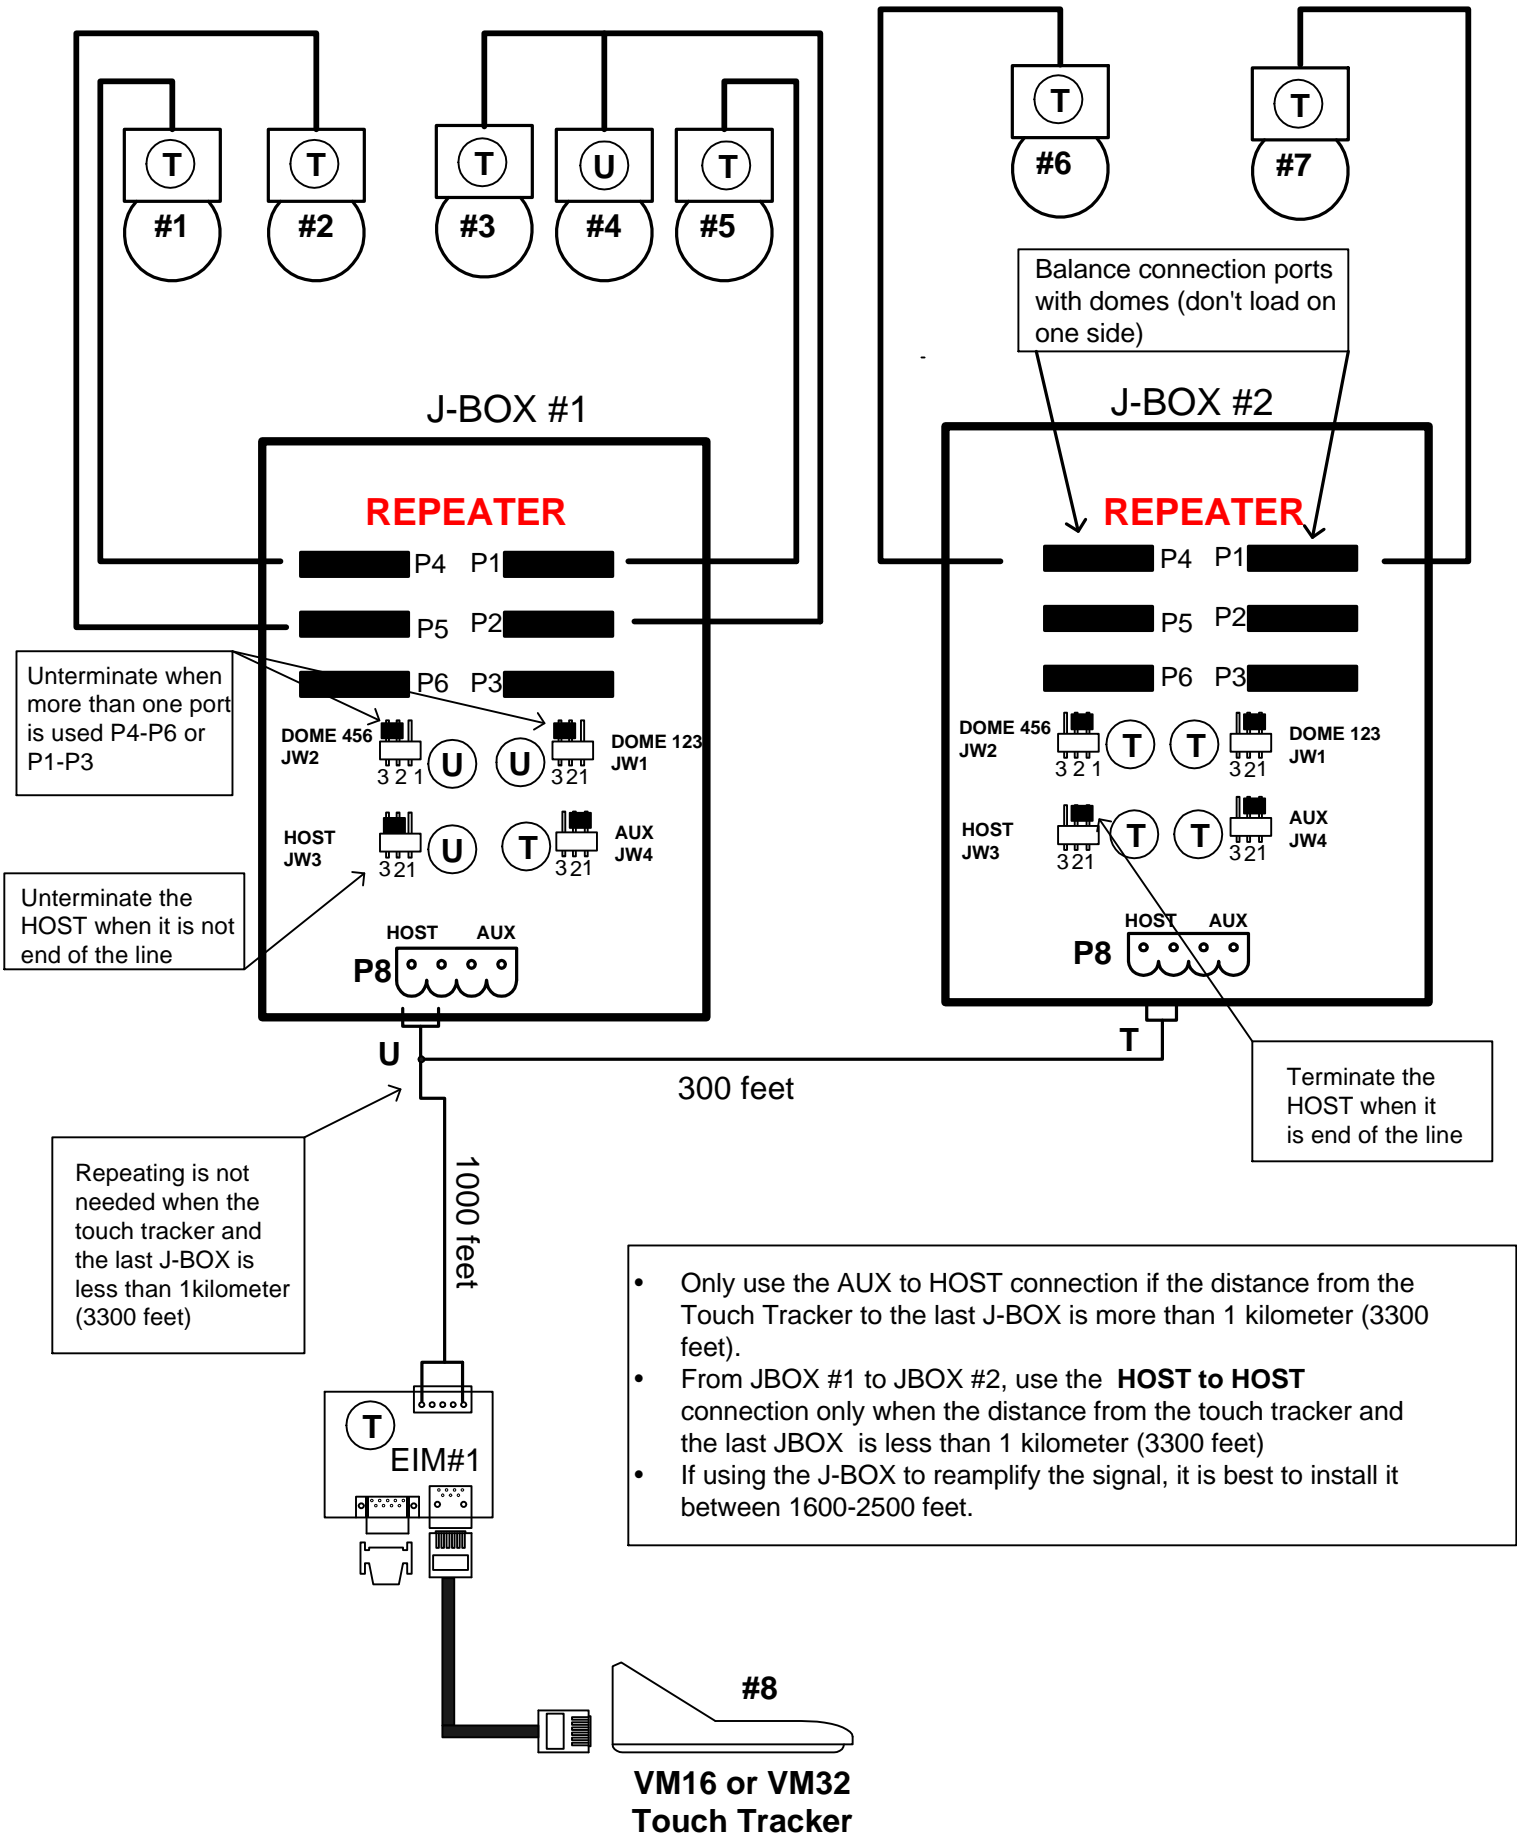 T
T
T
U
T
#1
#2
#3
#4
#5
T
T
#6
#7
Balance connection ports
with domes (don't load on
one side)
-
J-BOX #1
REPEATER
P4 P1
P5 P2
P6 P3
Unterminate when
more than one port
is used P4-P6 or
P1-P3
DOME 456
JW2
3 2 1
U
U
321
DOME 123
JW1
HOST
JW3
321
U
T
321
AUX
JW4
Unterminate the
HOST when it is not
end of the line
HOST AUX
P8
J-BOX #2
REPEATER
P4 P1
P5 P2
P6 P3
DOME 456
JW2
3 2 1
T
T
321
DOME 123
JW1
HOST
JW3
321
T
T
321
AUX
JW4
HOST AUX
P8
U
T
300 feet
Terminate the
HOST when it
is end of the line
Repeating is not
needed when the
touch tracker and
the last J-BOX is
less than 1kilometer
(3300 feet)
1000 feet
• Only use the AUX to HOST connection if the distance from the
Touch Tracker to the last J-BOX is more than 1 kilometer (3300
feet).
• From JBOX #1 to JBOX #2, use the HOST to HOST
connection only when the distance from the touch tracker and
the last JBOX is less than 1 kilometer (3300 feet)
• If using the J-BOX to reamplify the signal, it is best to install it
between 1600-2500 feet.
T
EIM#1
#8
VM16 or VM32
Touch Tracker